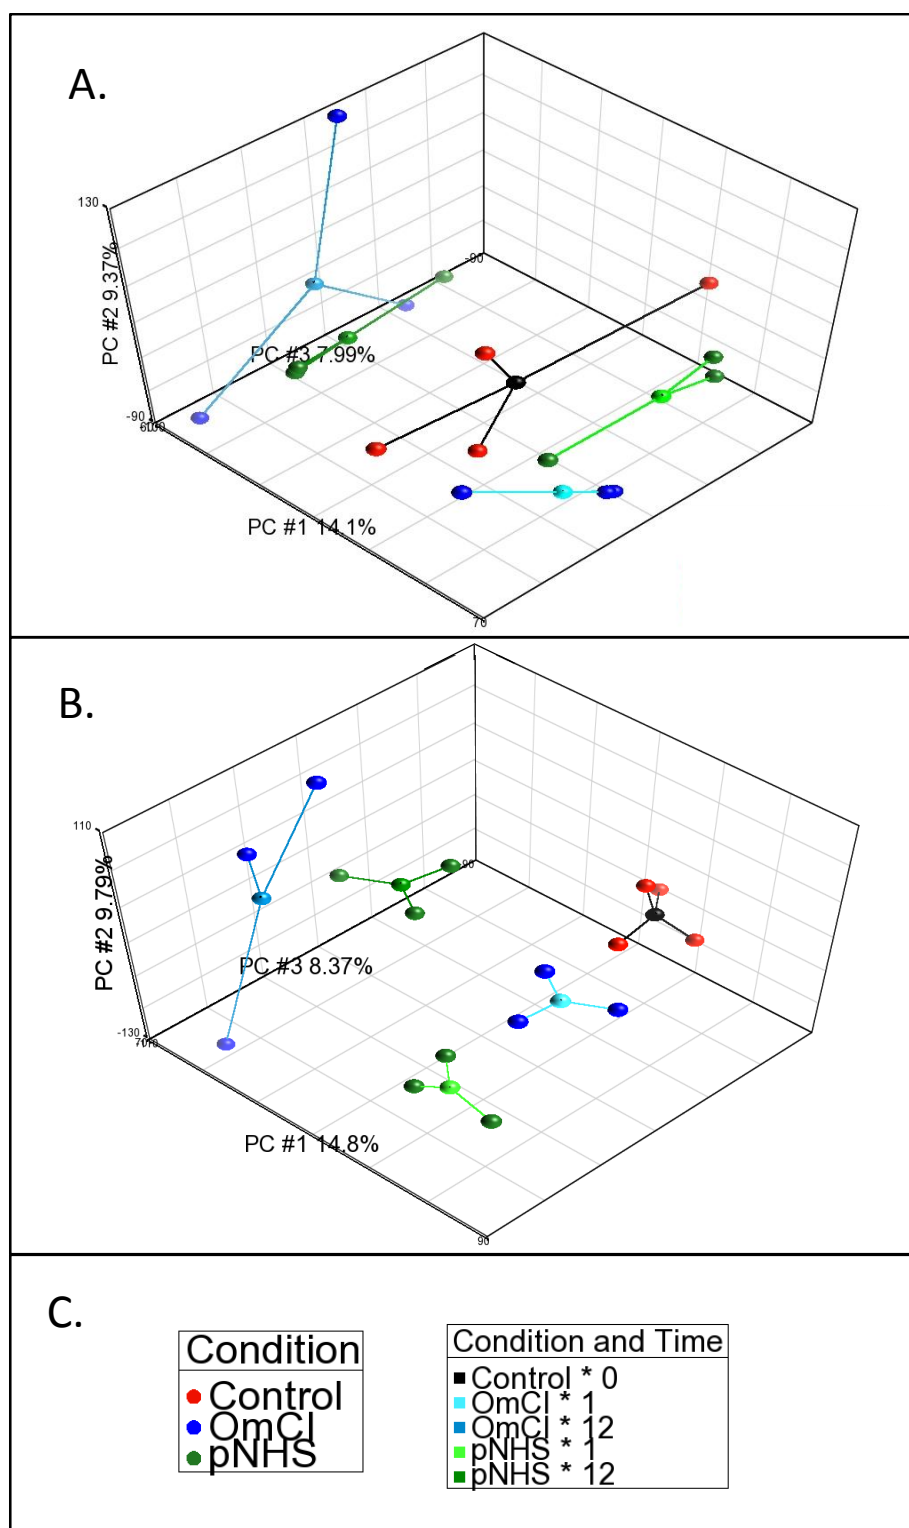 A.
130
PC #2 9.37%
-90
PC #3 7.99%
-90
PC #1 14.1%
70
B.
110
PC #2 9.79%
-90
PC #3 8.37%
-130
PC #1 14.8%
90
C.
Condition
Control
OmCI
pNHS
Condition and Time
Control * 0
OmCI * 1
OmCI * 12
pNHS * 1
pNHS * 12